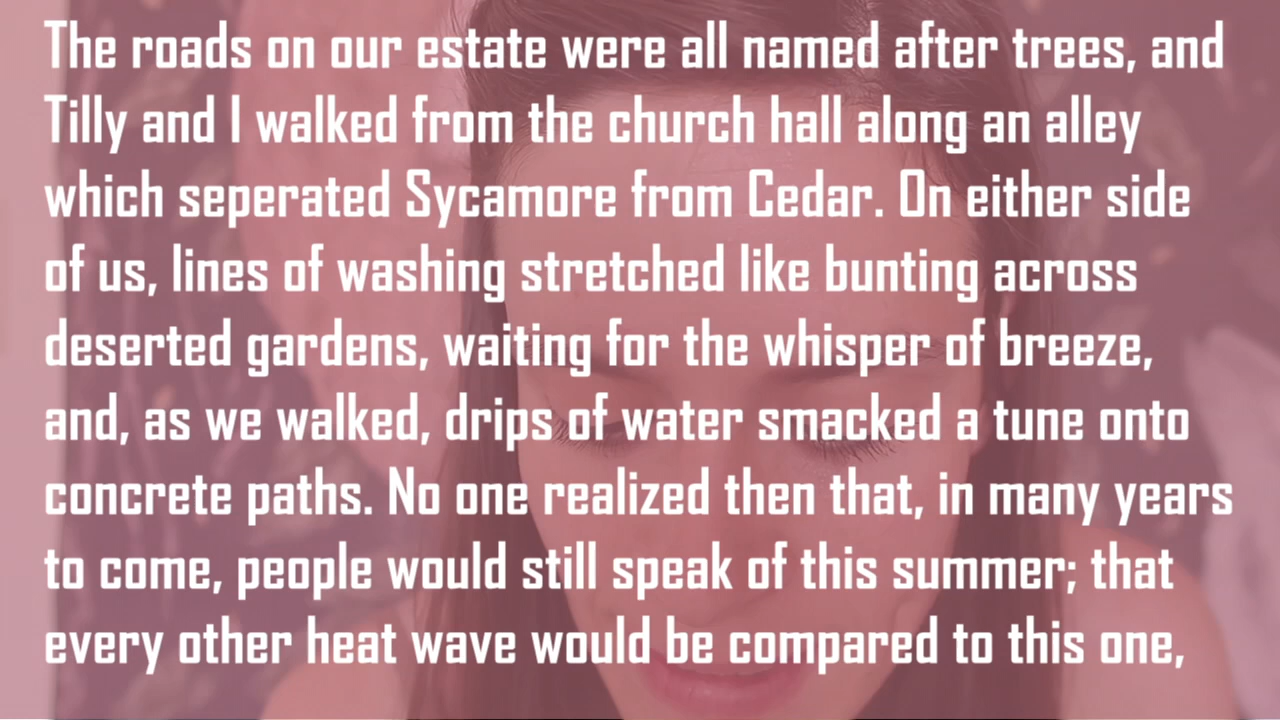 The roads on our estate were all named after trees, and
Tilly and I walked from the church hall along an alley
which seperated Sycamore from Cedar. On either side
of us, lines of washing stretched like bunting across
deserted gardens, waiting for the whisper of breeze,
and, as we walked, drips of water smacked a tune onto
concrete paths. No one realized then that, in many years
to come, people would still speak of this summer; that
every other heat wave would be compared to this one,